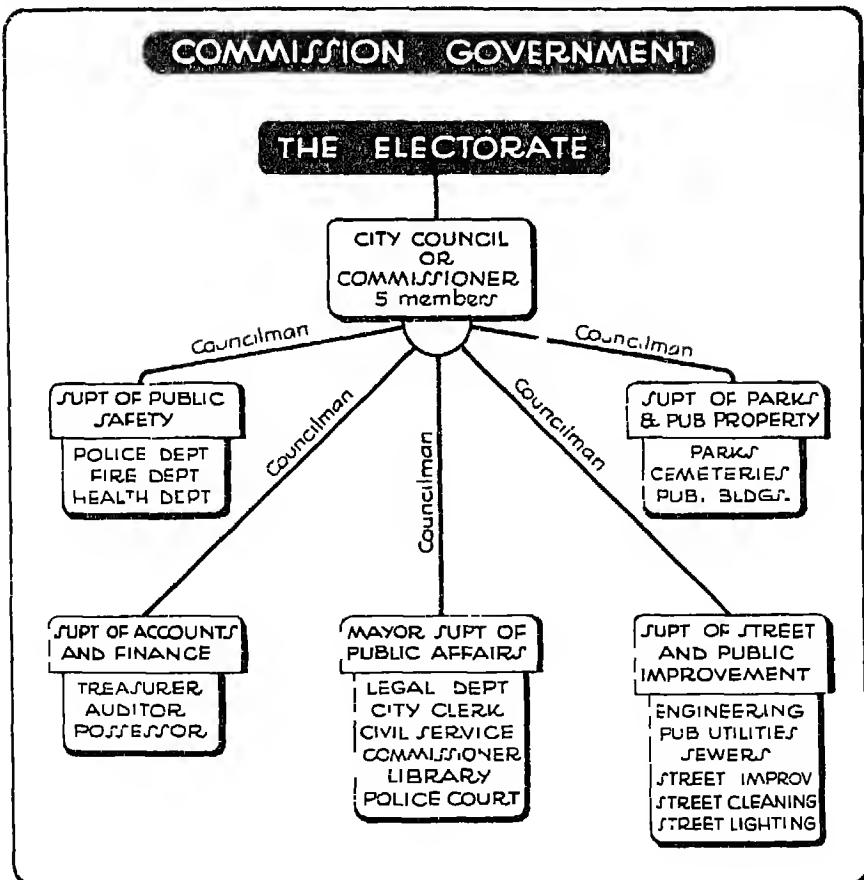 COMMISSION GOVERNMENT
THE ELECTORATE
CITY COUNCIL
OR
COMMISSIONER
5 members
Councilman
Councilman
Councilman
Councilman
Councilman
SUPT OF PUBLIC
SAFETY
POLICE DEPT
FIRE DEPT
HEALTH DEPT
SUPT OF PARKS
& PUB PROPERTY
PARKS
CEMETERIES
PUB. BLDGS.
SUPT OF ACCOUNTS
AND FINANCE
TREASURER
AUDITOR
POSSESSOR
MAYOR SUPT OF
PUBLIC AFFAIRS
LEGAL DEPT
CITY CLERK
CIVIL SERVICE
COMMISSIONER
LIBRARY
POLICE COURT
SUPT OF STREET
AND PUBLIC
IMPROVEMENT
ENGINEERING
PUB UTILITIES
SEWERS
STREET IMPROV
STREET CLEANING
STREET LIGHTING